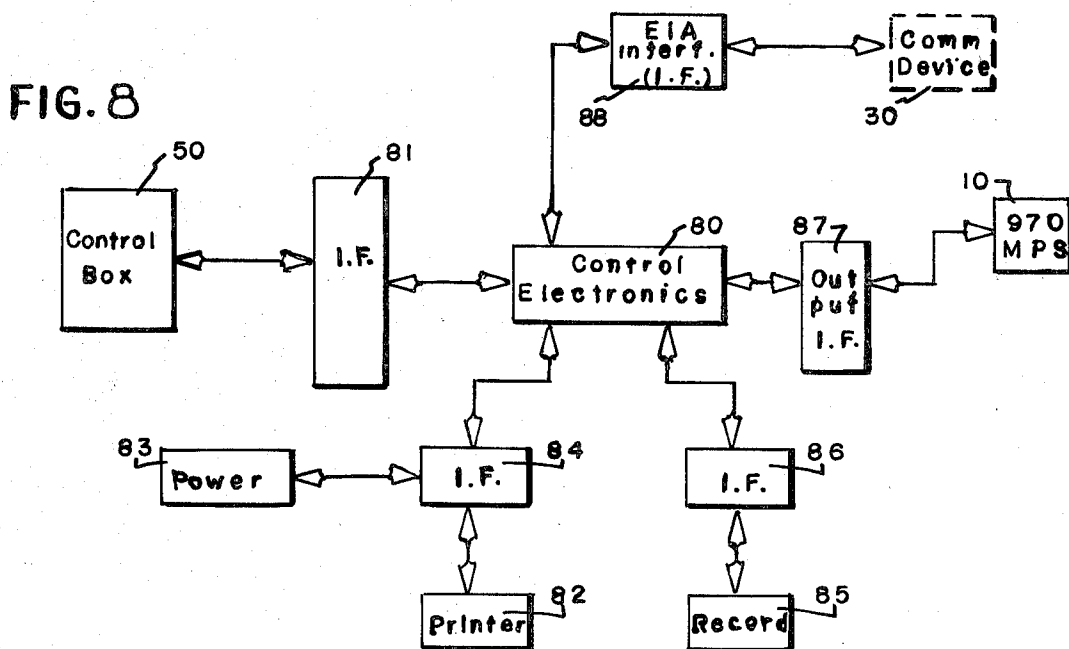 FIG. 8
EIA
Interf.
(I.F.)
88
Comm
Device
30
50
Control
Box
81
I.F.
80
Control
Electronics
87
Out
put
I.F.
10
970
MPS
83
Power
84
I.F.
86
I.F.
82
Printer
85
Record